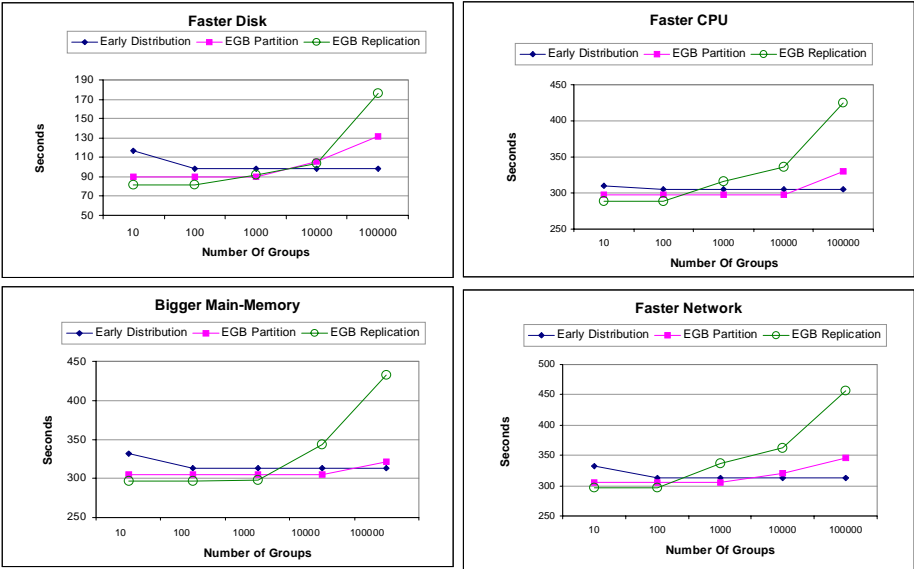 Faster Disk
Early Distribution EGB Partition EGB Replication
190
170
150
130
110
90
70
50
Seconds
10 100 1000 10000 100000
Number Of Groups
Faster CPU
Early Distribution EGB Partition EGB Replication
450
400
350
300
250
Seconds
10 100 1000 10000 100000
Number of Groups
Bigger Main-Memory
Early Distribution EGB Partition EGB Replication
450
400
350
300
250
Seconds
10 100 1000 10000 100000
Number of Groups
Faster Network
Early Distribution EGB Partition EGB Replication
500
450
400
350
300
250
Seconds
10 100 1000 10000 100000
Number of Groups